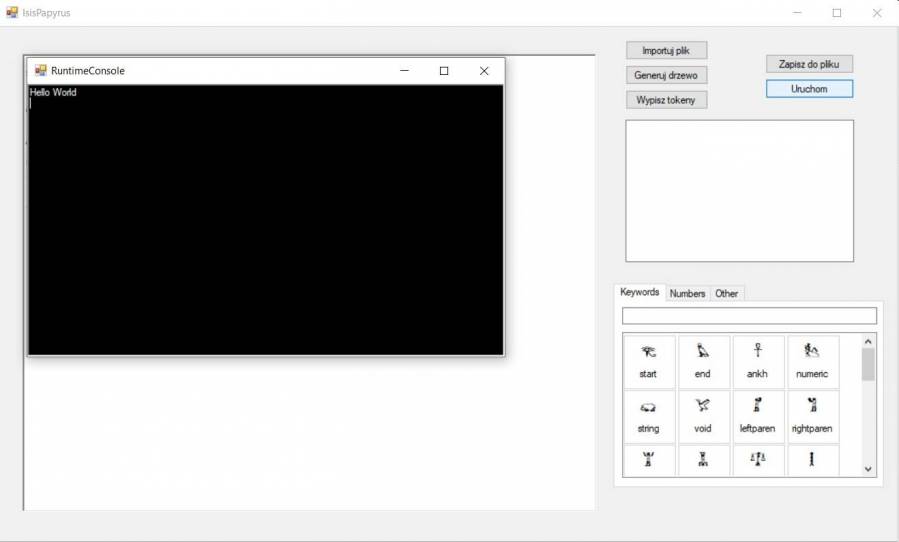 IsisPapyrus
RuntimeConsole
Hello World
Importuj plik
Generuj drzewo
Wypisz tokeny
Zapisz do pliku
Uruchom
Keywords Numbers Other
start end ankh numeric
string void leftparen rightparen